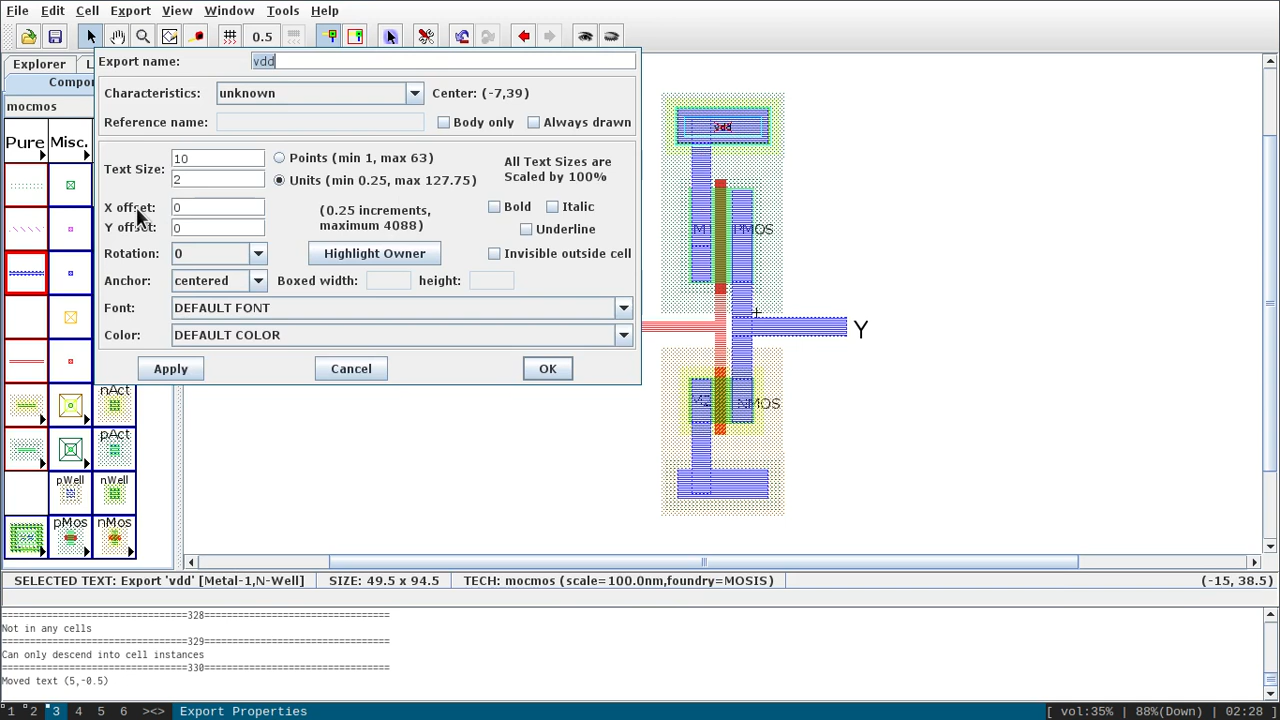 File Edit Cell Export View Window Tools Help
0.5
Explorer
L
Compor
mocmos
Pure
Misc.
nAct
pAct
pWell
nWell
pMos
nMos
Export name: vdd
Characteristics: unknown Center: (-7,39)
Reference name: Body only Always drawn
Text Size: 10 Points (min 1, max 63)
2 Units (min 0.25, max 127.75)
All Text Sizes are
Scaled by 100%
X offset: 0
Y offset: 0
(0.25 increments,
maximum 4088)
Bold Italic
Underline
Rotation: 0 Highlight Owner Invisible outside cell
Anchor: centered Boxed width: height:
Font: DEFAULT FONT
Color: DEFAULT COLOR
Apply Cancel OK
vdd
PMOS
Y
NMOS
SELECTED TEXT: Export 'vdd' [Metal-1,N-Well] SIZE: 49.5 x 94.5 TECH: mocmos (scale=100.0nm,foundry=MOSIS) (-15, 38.5)
================================328================================
Not in any cells
================================329================================
Can only descend into cell instances
================================330================================
Moved text (5,-0.5)
1 2 3 4 5 6 ><> Export Properties [ vol:35% | 88%(Down) | 02:28 ]